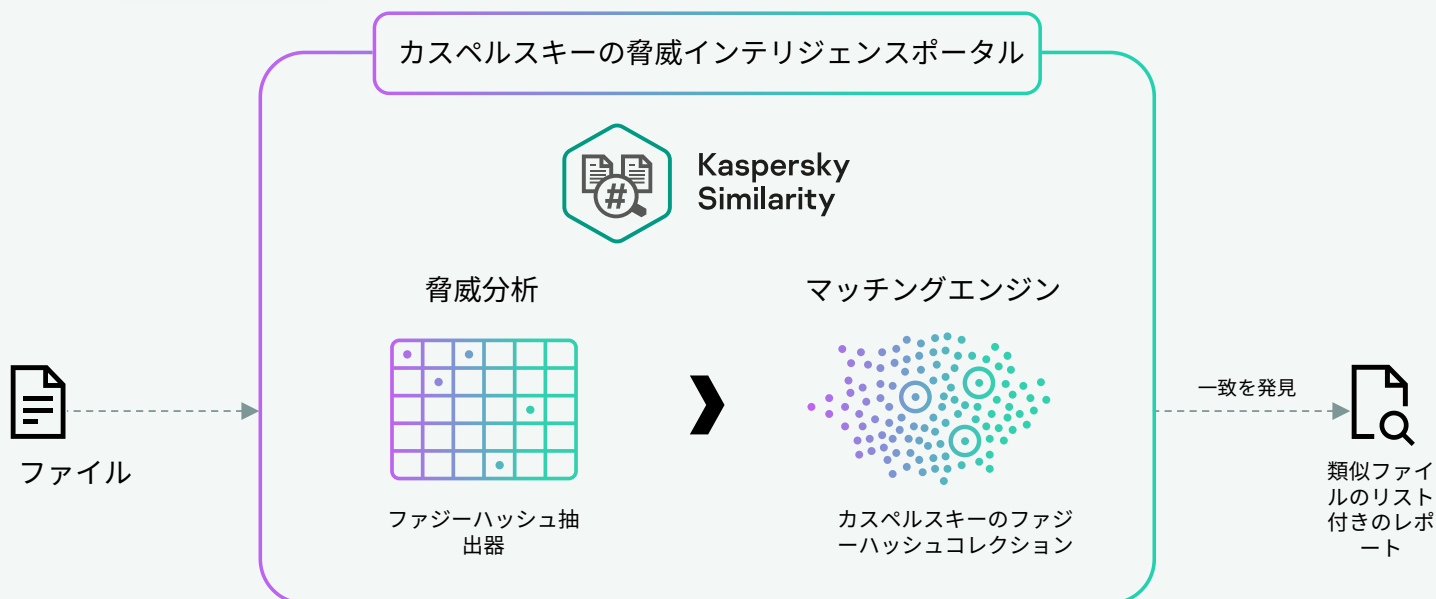 カスペルスキーの脅威インテリジェンスポータル
#
Kaspersky
Similarity
脅威分析
マッチングエンジン
ファイル
一致を発見
ファジーハッシュ抽
出器
カスペルスキーのファジ
ーハッシュコレクション
類似ファイ
ルのリスト
付きのレポ
ート